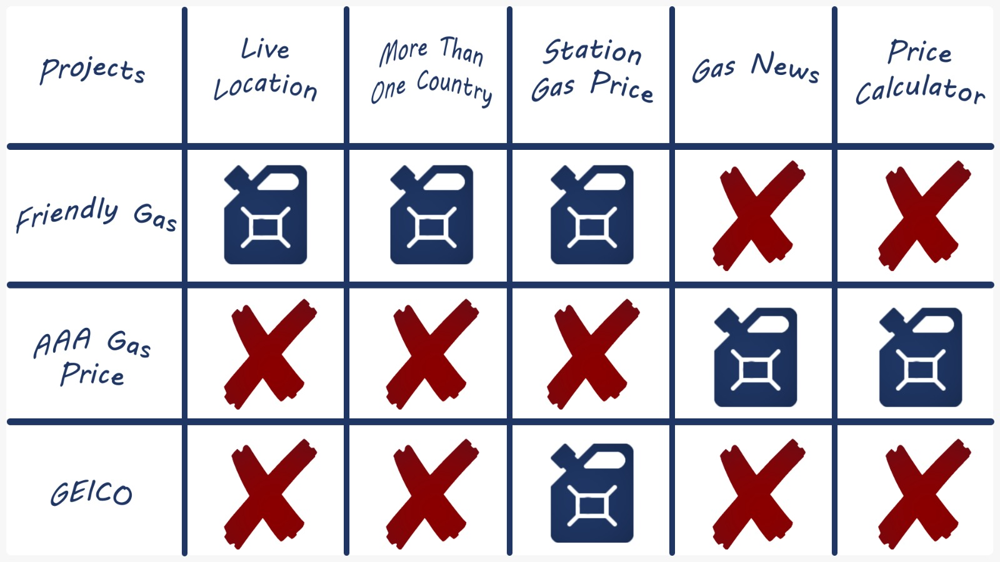 Projects
Live
Location
More Than
One Country
Station
Gas Price
Gas News
Price
Calculator
Friendly Gas
AAA Gas
Price
GEICO